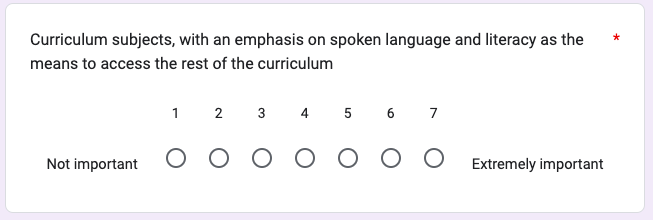 Curriculum subjects, with an emphasis on spoken language and literacy as the *
means to access the rest of the curriculum
1 2 3 4 5 6 7
Not important Extremely important